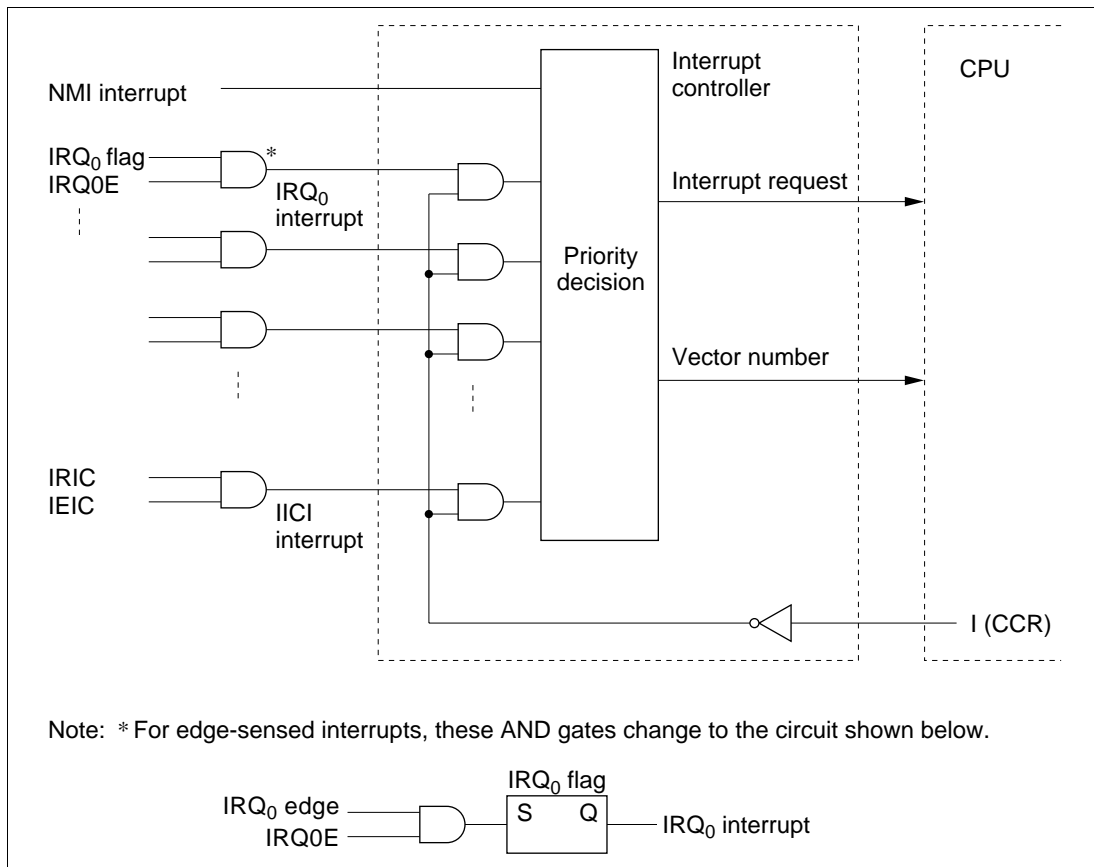 NMI interrupt
Interrupt
controller
CPU
IRQ0 flag
IRQ0E
*
IRQ0
interrupt
Interrupt request
Priority
decision
Vector number
IRIC
IEIC
IICI
interrupt
I (CCR)
Note: * For edge-sensed interrupts, these AND gates change to the circuit shown below.
IRQ0 flag
IRQ0 edge
IRQ0E
S Q
IRQ0 interrupt